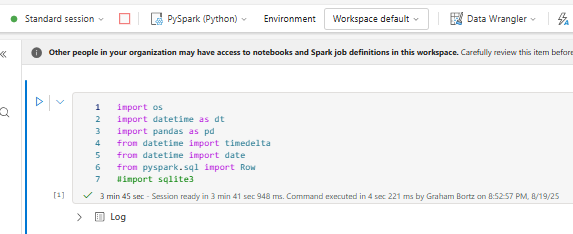 Standard session PySpark (Python) Environment Workspace default Data Wrangler
Other people in your organization may have access to notebooks and Spark job definitions in this workspace. Carefully review this item before
1 import os
2 import datetime as dt
3 import pandas as pd
4 from datetime import timedelta
5 from datetime import date
6 from pyspark.sql import Row
7 #import sqlite3
[1] 3 min 45 sec - Session ready in 3 min 41 sec 948 ms. Command executed in 4 sec 221 ms by Graham Bortz on 8:52:57 PM, 8/19/25
Log